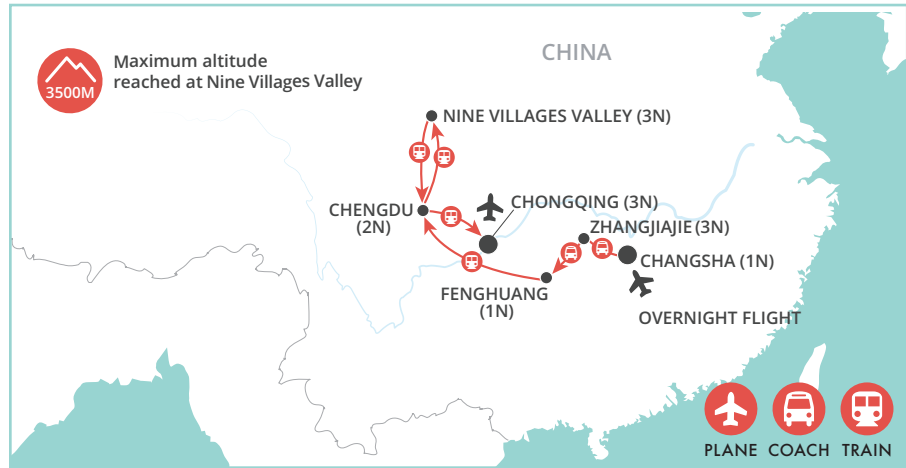 Maximum altitude
reached at Nine Villages Valley
3500M
CHINA
NINE VILLAGES VALLEY (3N)
CHENGDU
(2N)
CHONGQING (3N)
ZHANGJIAJIE (3N)
CHANGSHA (1N)
FENGHUANG
(1N)
OVERNIGHT FLIGHT
PLANE COACH TRAIN